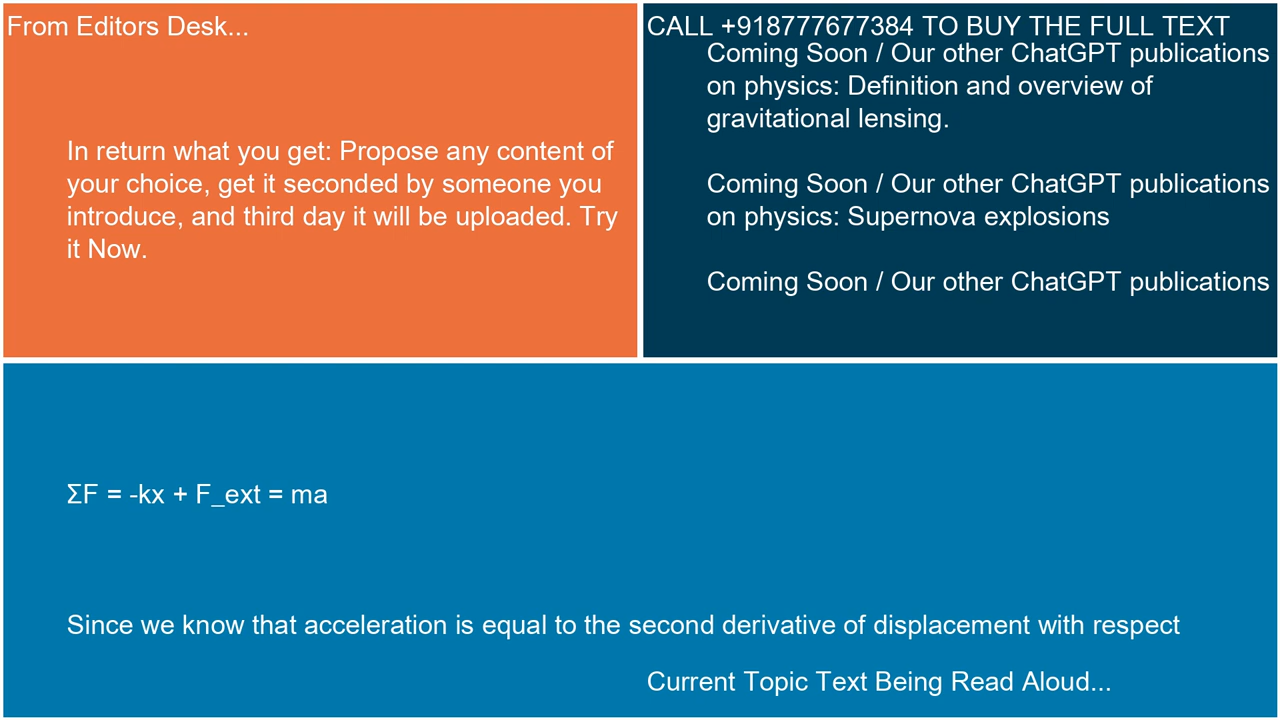 From Editors Desk...
In return what you get: Propose any content of
your choice, get it seconded by someone you
introduce, and third day it will be uploaded. Try
it Now.
CALL +918777677384 TO BUY THE FULL TEXT
Coming Soon / Our other ChatGPT publications
on physics: Definition and overview of
gravitational lensing.
Coming Soon / Our other ChatGPT publications
on physics: Supernova explosions
Coming Soon / Our other ChatGPT publications
ΣF = -kx + F_ext = ma
Since we know that acceleration is equal to the second derivative of displacement with respect
Current Topic Text Being Read Aloud...